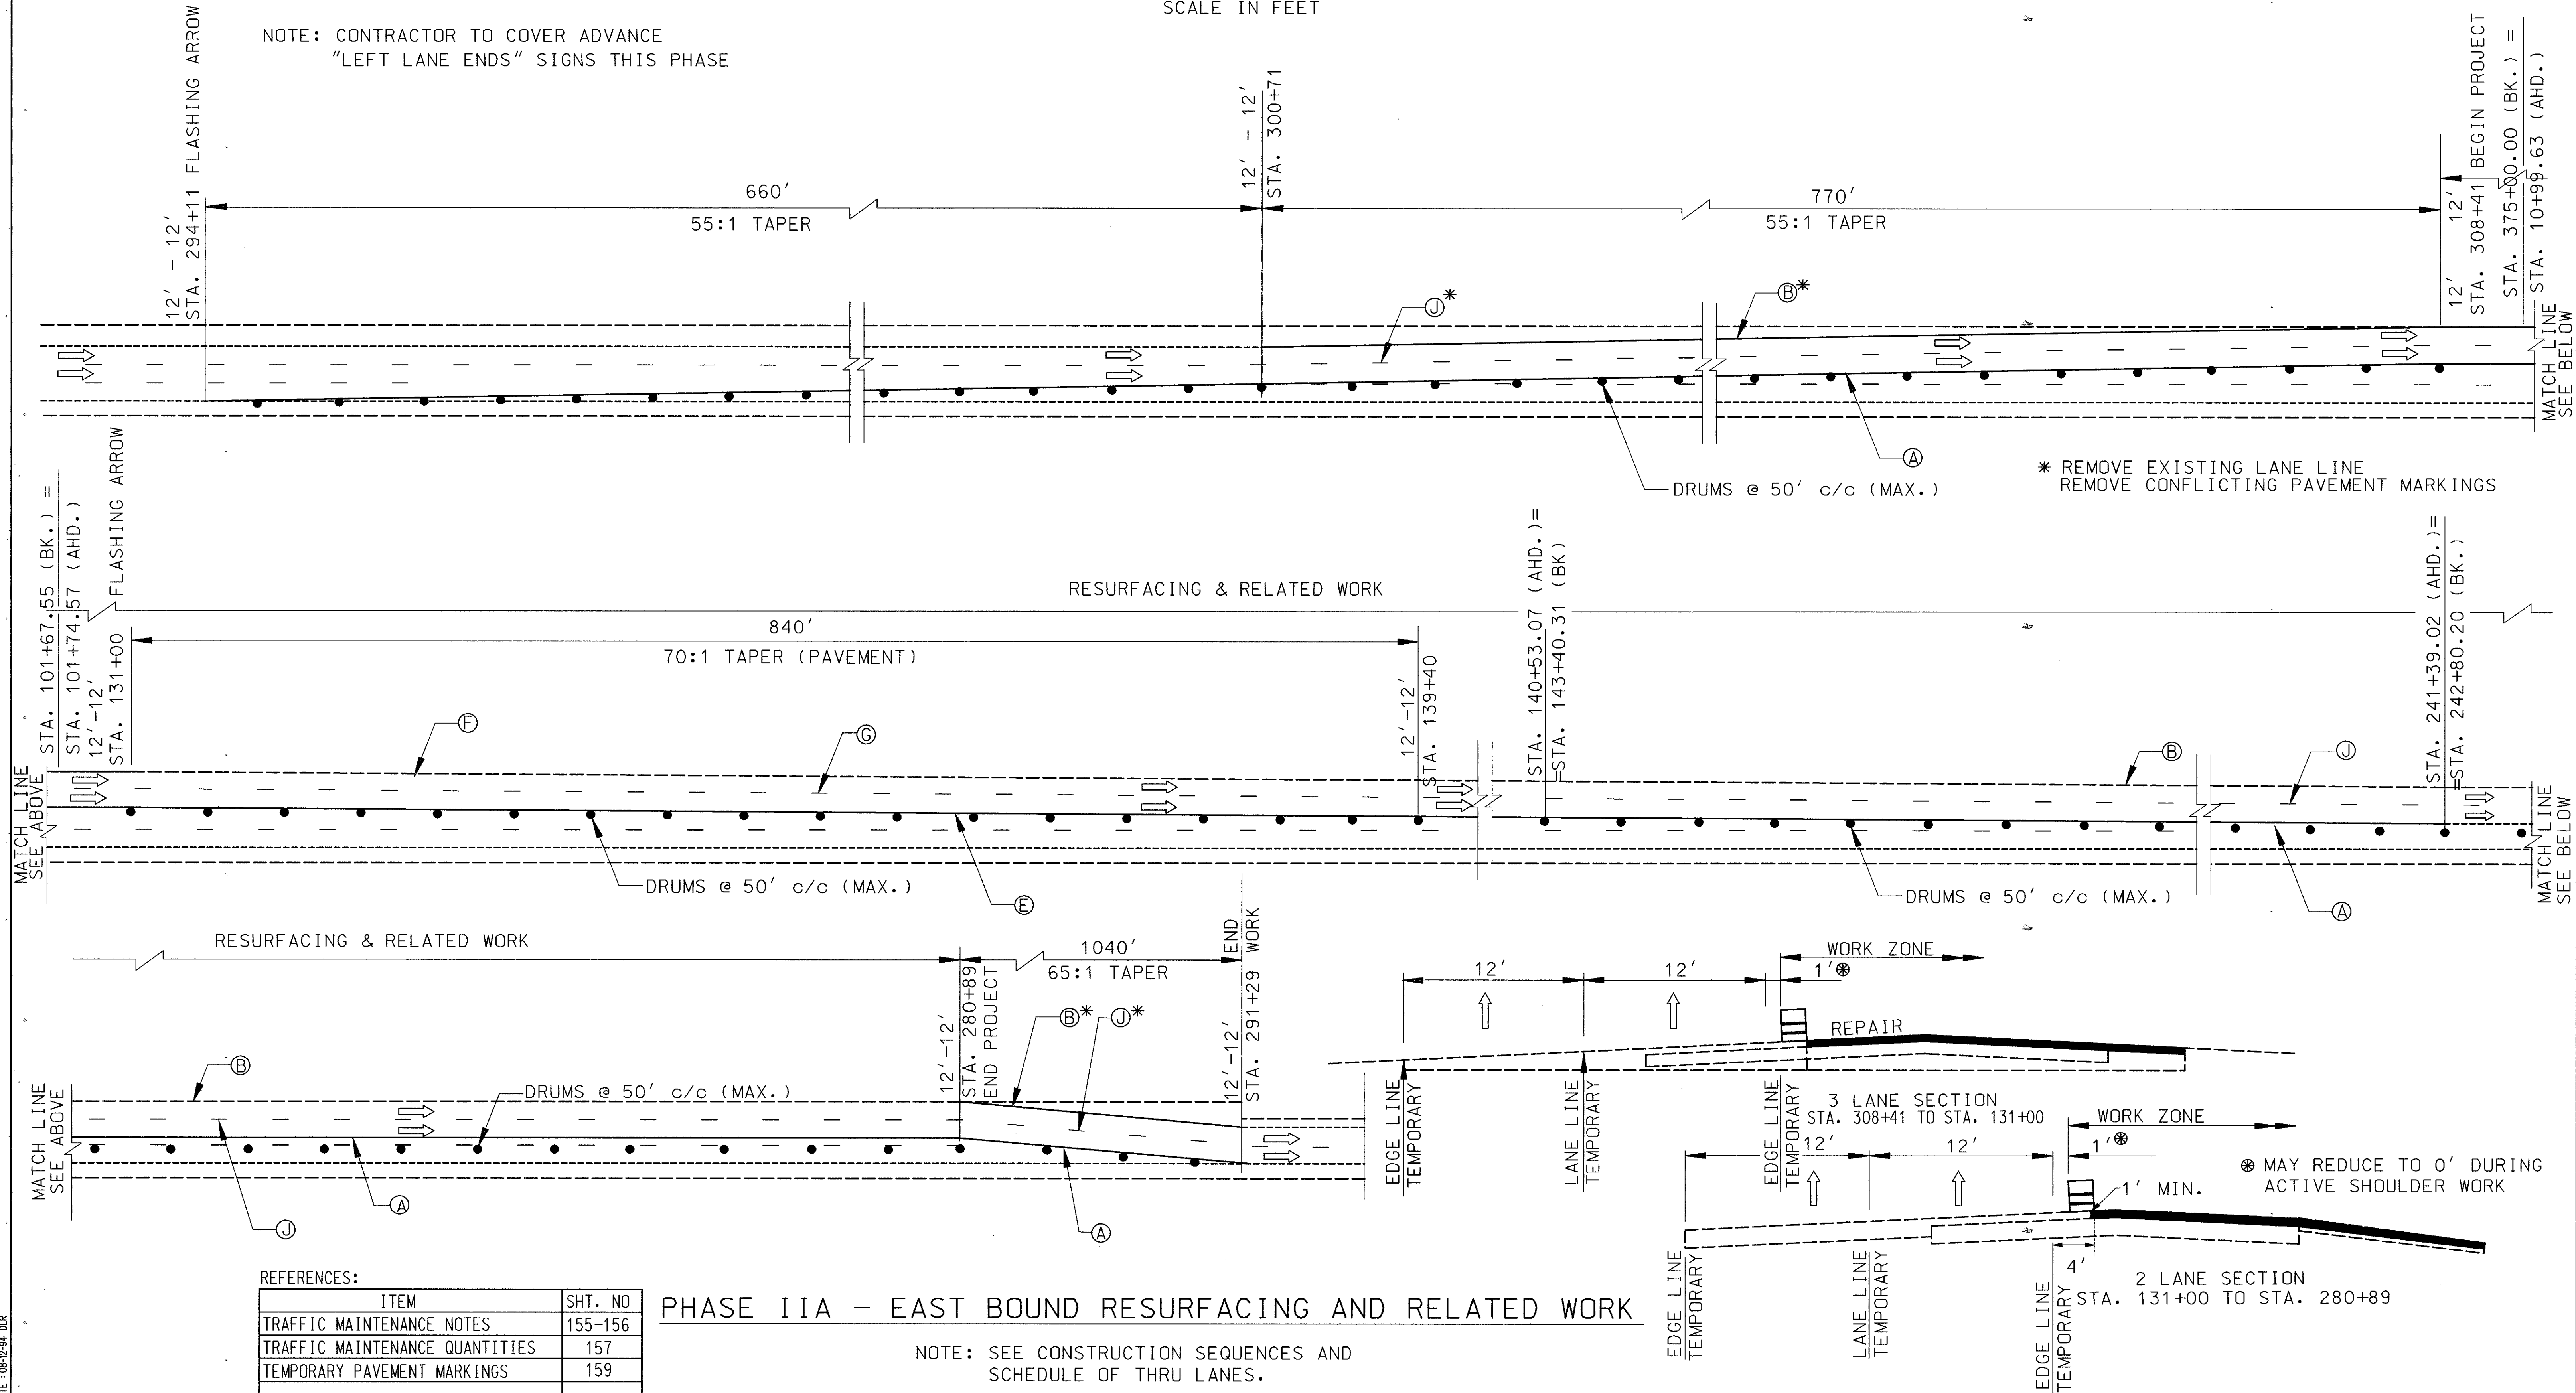 SCALE IN FEET
NOTE: CONTRACTOR TO COVER ADVANCE
"LEFT LANE ENDS" SIGNS THIS PHASE
12' - 12'
STA. 294+11 FLASHING ARROW
660'
55:1 TAPER
12' - 12'
STA. 300+71
770'
55:1 TAPER
12' 12'
STA. 308+41 BEGIN PROJECT
STA. 375+00.00 (BK.) =
STA. 10+99.63 (AHD.)
J*
B*
MATCH LINE
SEE BELOW
A
DRUMS @ 50' c/c (MAX.)
* REMOVE EXISTING LANE LINE
REMOVE CONFLICTING PAVEMENT MARKINGS
STA. 101+67.55 (BK.) =
STA. 101+74.57 (AHD.)
12'-12'
STA. 131+00 FLASHING ARROW
RESURFACING & RELATED WORK
840'
70:1 TAPER (PAVEMENT)
12'-12'
STA. 139+40
STA. 140+53.07 (AHD.)=
=STA. 143+40.31 (BK)
STA. 241+39.02 (AHD.)=
=STA. 242+80.20 (BK.)
F
G
B
J
MATCH LINE
SEE ABOVE
MATCH LINE
SEE BELOW
DRUMS @ 50' c/c (MAX.)
E
DRUMS @ 50' c/c (MAX.)
A
RESURFACING & RELATED WORK
1040'
65:1 TAPER
12'-12'
STA. 280+89
END PROJECT
12'-12'
STA. 291+29
END
WORK
B*
J*
B
DRUMS @ 50' c/c (MAX.)
MATCH LINE
SEE ABOVE
A
J
A
WORK ZONE
12'
12'
1'⊛
REPAIR
EDGE LINE
TEMPORARY
LANE LINE
TEMPORARY
EDGE LINE
TEMPORARY
3 LANE SECTION
STA. 308+41 TO STA. 131+00
WORK ZONE
12'
12'
1'⊛
⊛ MAY REDUCE TO 0' DURING
ACTIVE SHOULDER WORK
1' MIN.
4'
EDGE LINE
TEMPORARY
LANE LINE
TEMPORARY
EDGE LINE
TEMPORARY
2 LANE SECTION
STA. 131+00 TO STA. 280+89
REFERENCES:
ITEM SHT. NO
TRAFFIC MAINTENANCE NOTES 155-156
TRAFFIC MAINTENANCE QUANTITIES 157
TEMPORARY PAVEMENT MARKINGS 159
PHASE IIA - EAST BOUND RESURFACING AND RELATED WORK
NOTE: SEE CONSTRUCTION SEQUENCES AND
SCHEDULE OF THRU LANES.
08-12-94 DLR